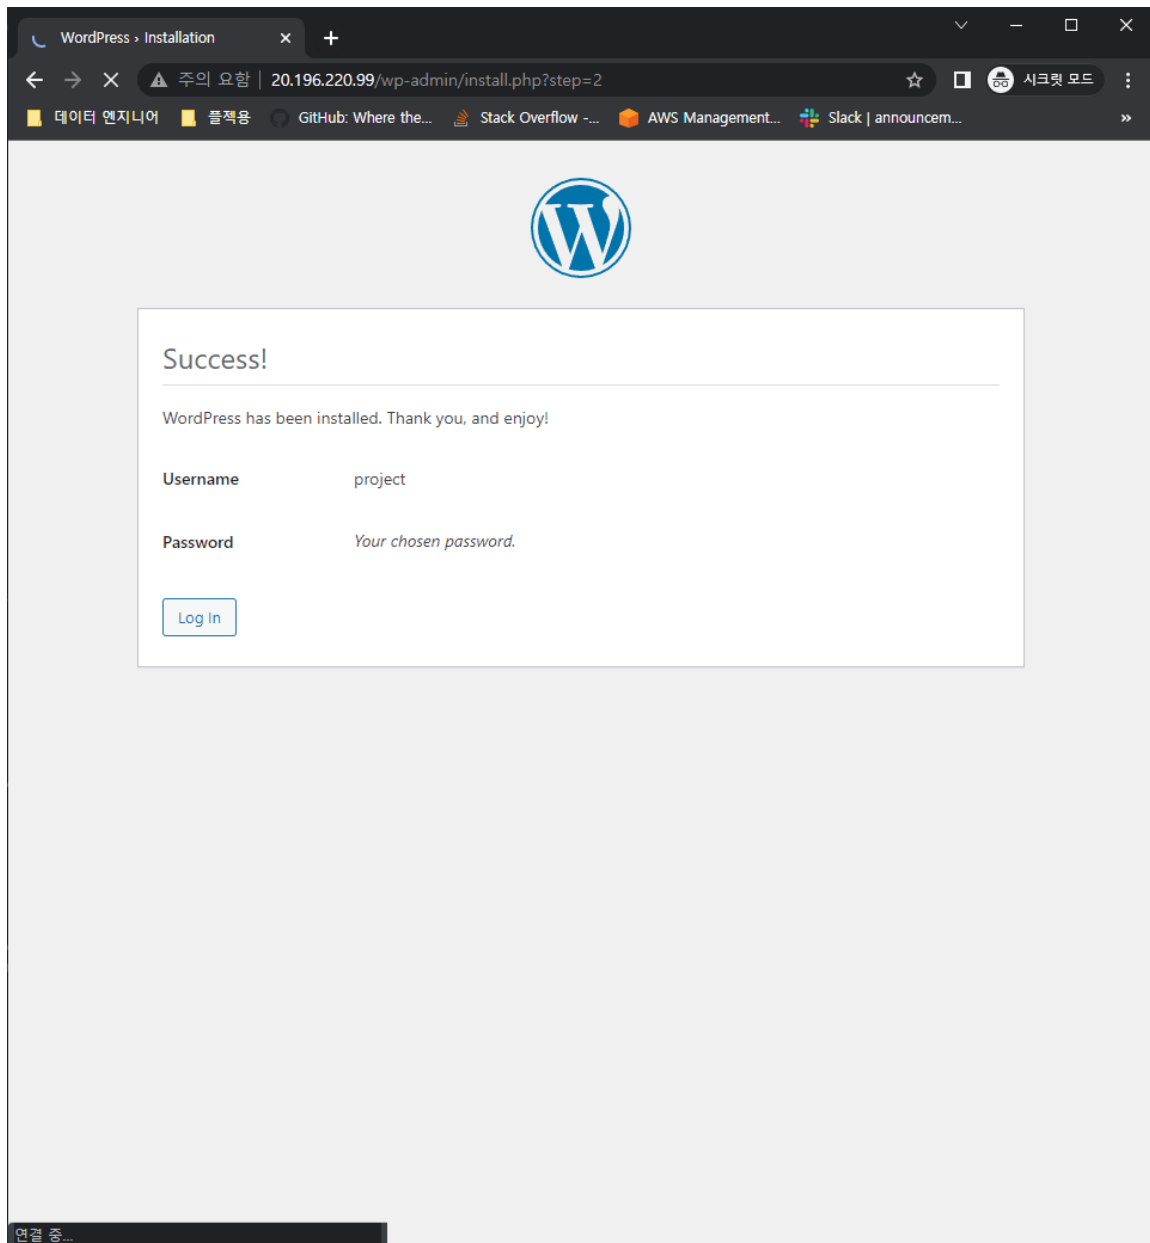 WordPress › Installation
주의 요함 20.196.220.99/wp-admin/install.php?step=2 시크릿 모드
데이터 엔지니어 플젝용 GitHub: Where the... Stack Overflow -... AWS Management... Slack | announcem... »
Success!
WordPress has been installed. Thank you, and enjoy!
Username project
Password Your chosen password.
Log In
연결 중...